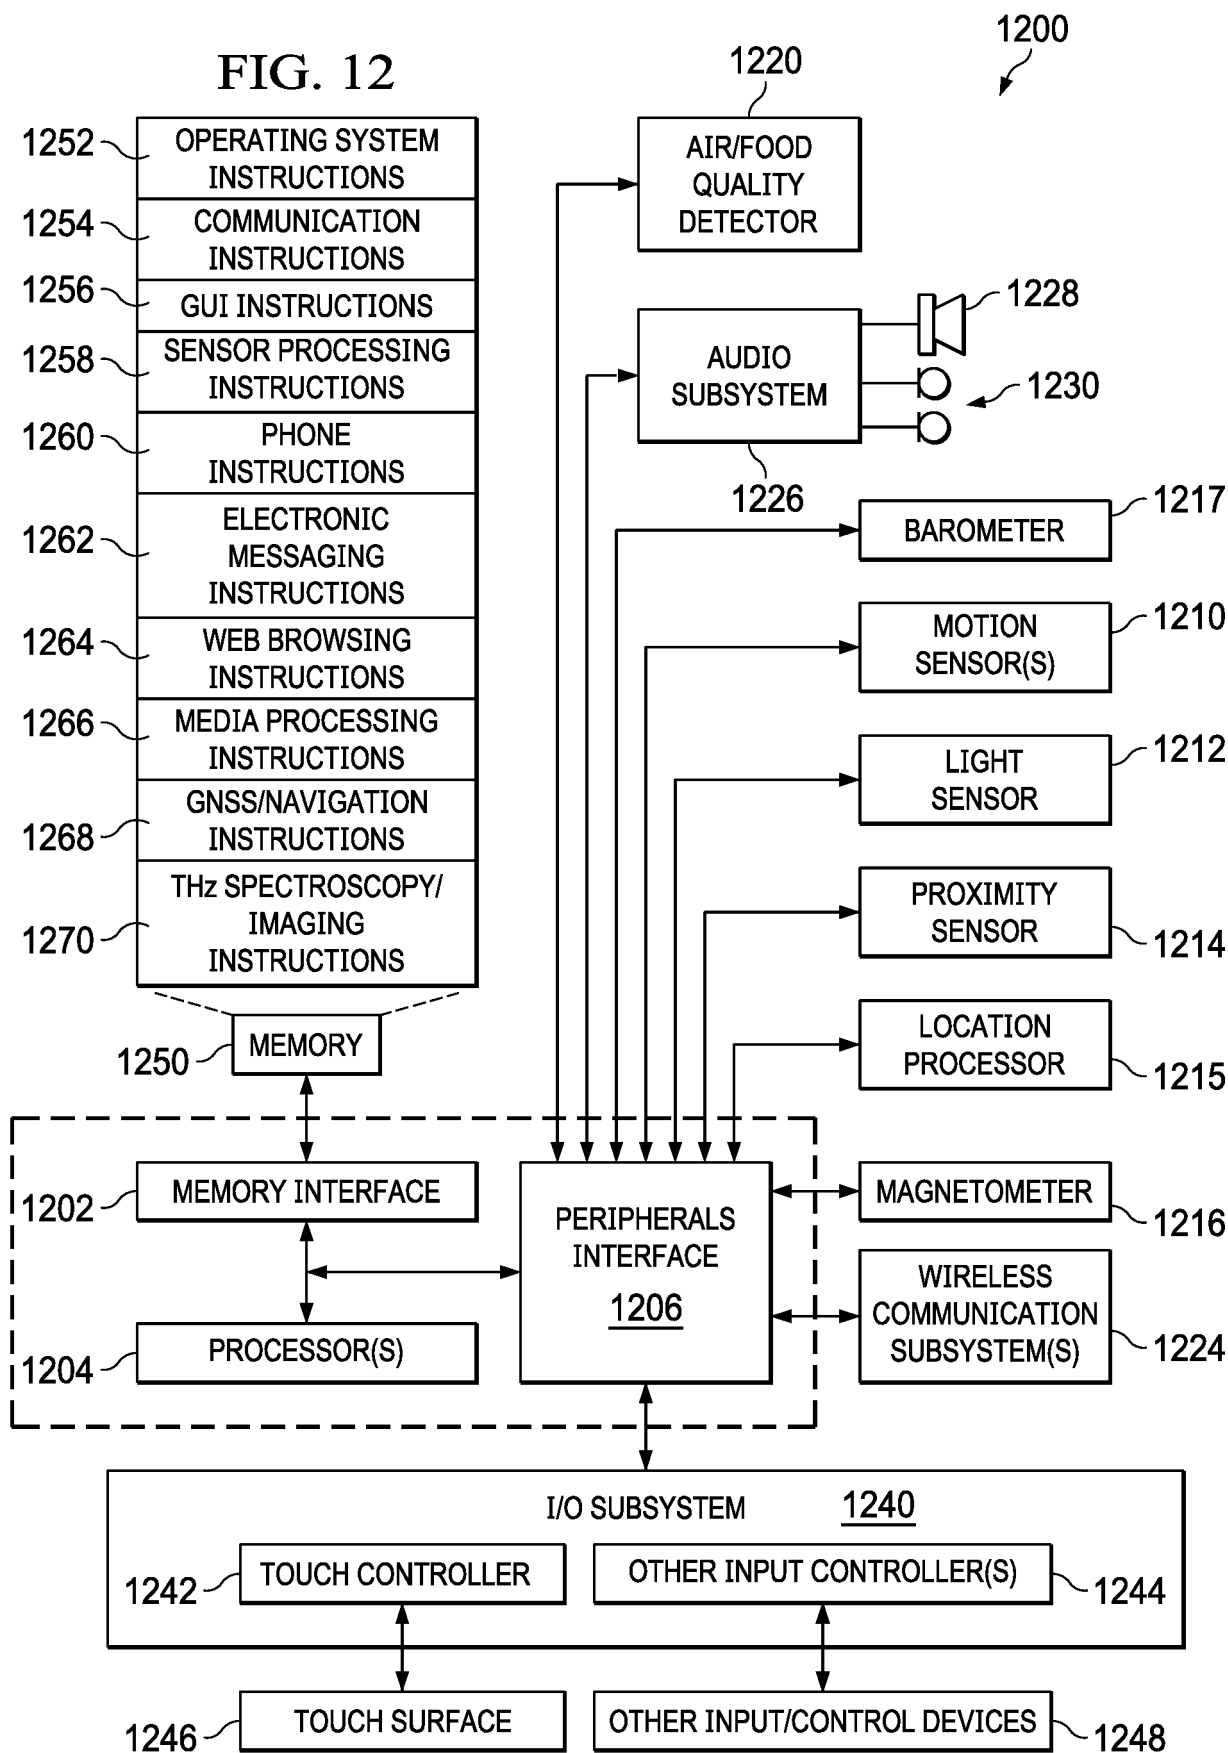 FIG. 12
1200
1252
OPERATING SYSTEM
INSTRUCTIONS
1254
COMMUNICATION
INSTRUCTIONS
1256
GUI INSTRUCTIONS
1258
SENSOR PROCESSING
INSTRUCTIONS
1260
PHONE
INSTRUCTIONS
1262
ELECTRONIC
MESSAGING
INSTRUCTIONS
1264
WEB BROWSING
INSTRUCTIONS
1266
MEDIA PROCESSING
INSTRUCTIONS
1268
GNSS/NAVIGATION
INSTRUCTIONS
1270
THz SPECTROSCOPY/
IMAGING
INSTRUCTIONS
1250
MEMORY
1220
AIR/FOOD
QUALITY
DETECTOR
AUDIO
SUBSYSTEM
1226
1228
1230
BAROMETER
1217
MOTION
SENSOR(S)
1210
LIGHT
SENSOR
1212
PROXIMITY
SENSOR
1214
LOCATION
PROCESSOR
1215
1202
MEMORY INTERFACE
1204
PROCESSOR(S)
PERIPHERALS
INTERFACE
1206
MAGNETOMETER
1216
WIRELESS
COMMUNICATION
SUBSYSTEM(S)
1224
I/O SUBSYSTEM
1240
1242
TOUCH CONTROLLER
OTHER INPUT CONTROLLER(S)
1244
1246
TOUCH SURFACE
OTHER INPUT/CONTROL DEVICES
1248